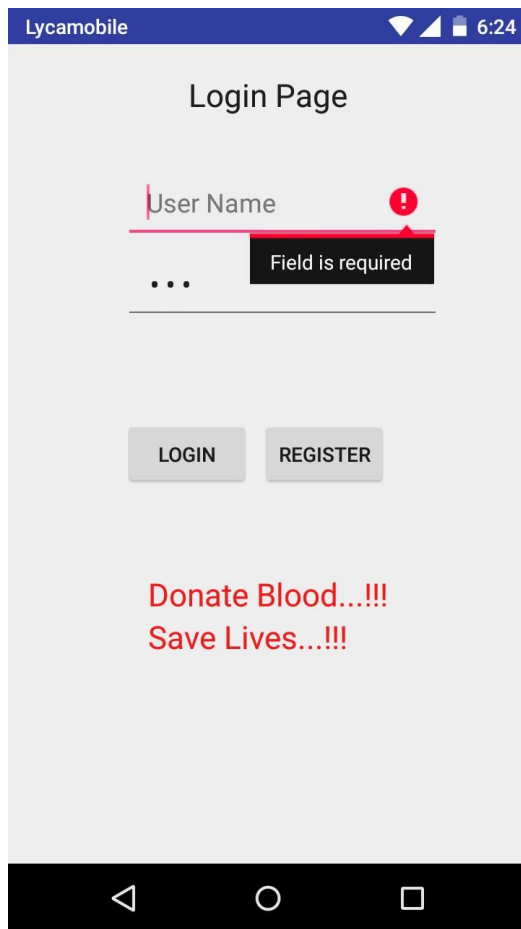 Lycamobile 6:24
Login Page
User Name
Field is required
...
LOGIN REGISTER
Donate Blood...!!!
Save Lives...!!!